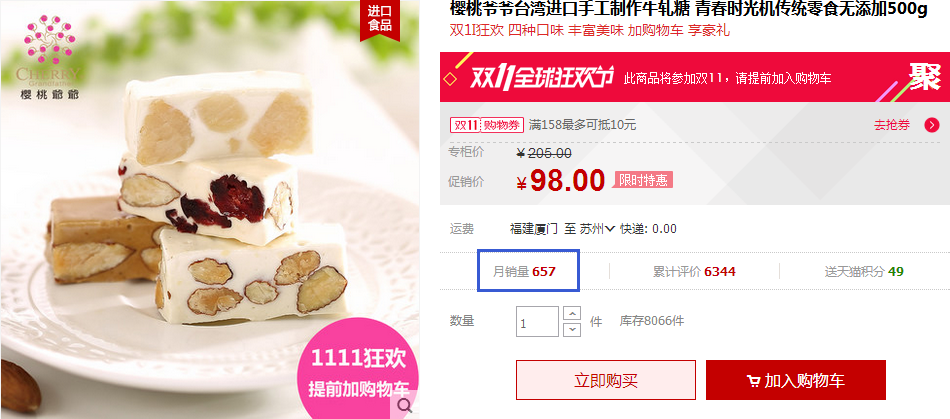 进口
食品
CHERRY
Grandfather
樱桃爺爺
1111狂欢
提前加购物车
樱桃爷爷台湾进口手工制作牛轧糖 青春时光机传统零食无添加500g
双11狂欢 四种口味 丰富美味 加购物车 享豪礼
双11全球狂欢节 此商品将参加双11，请提前加入购物车 聚
双11 购物券 满158最多可抵10元 去抢券
专柜价 ¥205.00
促销价 ¥98.00 限时特惠
运费 福建厦门 至 苏州 快递: 0.00
月销量 657 累计评价 6344 送天猫积分 49
数量 1 件 库存8066件
立即购买 加入购物车